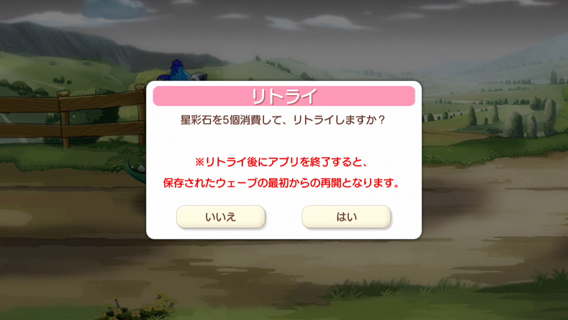 リトライ
星彩石を5個消費して、リトライしますか？
※リトライ後にアプリを終了すると、
保存されたウェーブの最初からの再開となります。
いいえ
はい